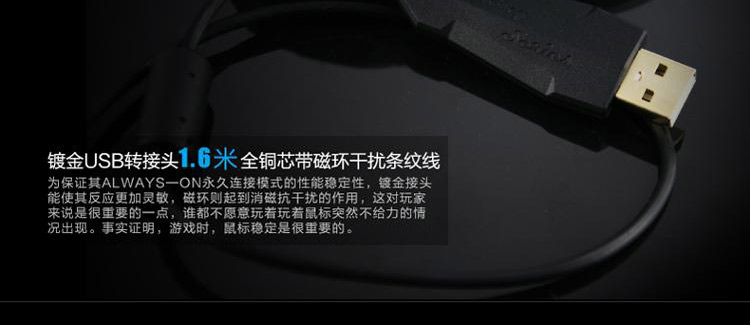 镀金USB转接头1.6米 全铜芯带磁环干扰条纹线
为保证其ALWAYS—ON永久连接模式的性能稳定性，镀金接头
能使其反应更加灵敏，磁环则起到消磁抗干扰的作用，这对玩家
来说是很重要的一点，谁都不愿意玩着玩着鼠标突然不给力的情
况出现。事实证明，游戏时，鼠标稳定是很重要的。